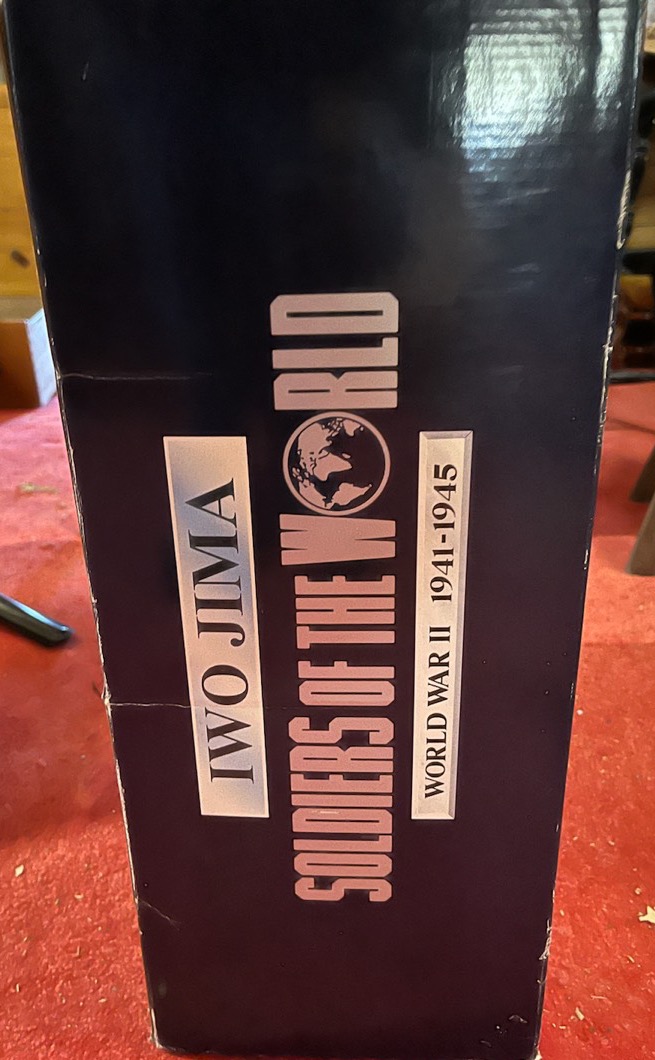 IWO JIMA
SOLDIERS OF THE WORLD
WORLD WAR II 1941-1945